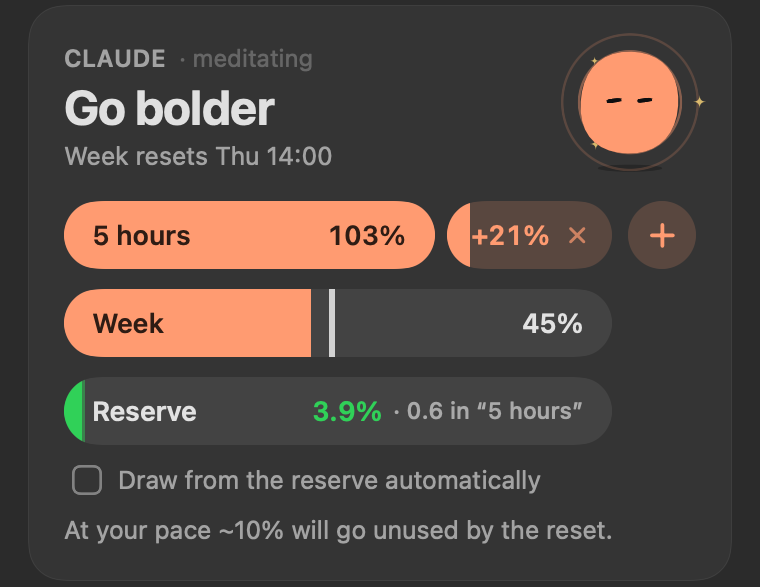 CLAUDE · meditating
Go bolder
Week resets Thu 14:00
5 hours 103% +21% × +
Week 45%
Reserve 3.9% · 0.6 in “5 hours”
Draw from the reserve automatically
At your pace ~10% will go unused by the reset.